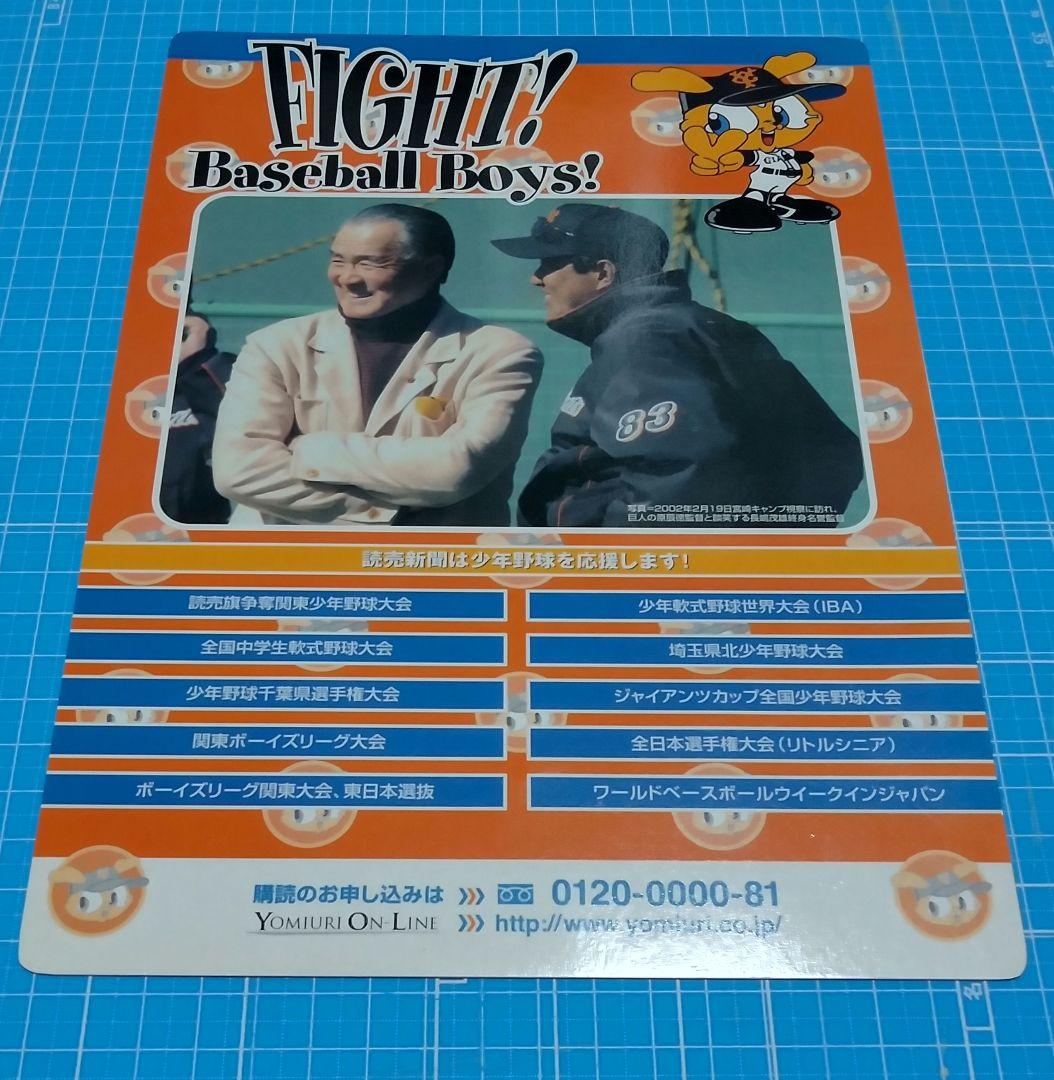 FIGHT!
Baseball Boys!
83
写真=2002年2月19日宮崎キャンプ視察に訪れ、
巨人の原辰徳監督と談笑する長嶋茂雄終身名誉監督
読売新聞は少年野球を応援します!
読売旗争奪関東少年野球大会
少年軟式野球世界大会(IBA)
全国中学生軟式野球大会
埼玉県北少年野球大会
少年野球千葉県選手権大会
ジャイアンツカップ全国少年野球大会
関東ボーイズリーグ大会
全日本選手権大会(リトルシニア)
ボーイズリーグ関東大会、東日本選抜
ワールドベースボールウイークインジャパン
購読のお申し込みは 0120-0000-81
YOMIURI ON-LINE http://www.yomiuri.co.jp/